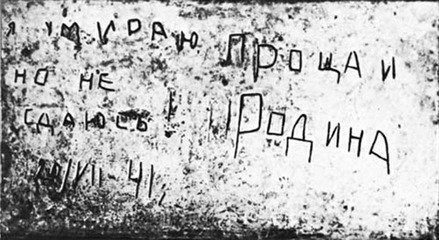 Я УМИРАЮ
НО НЕ
СДАЮСЬ!
ПРОЩАЙ
РОДИНА
20/VII-41